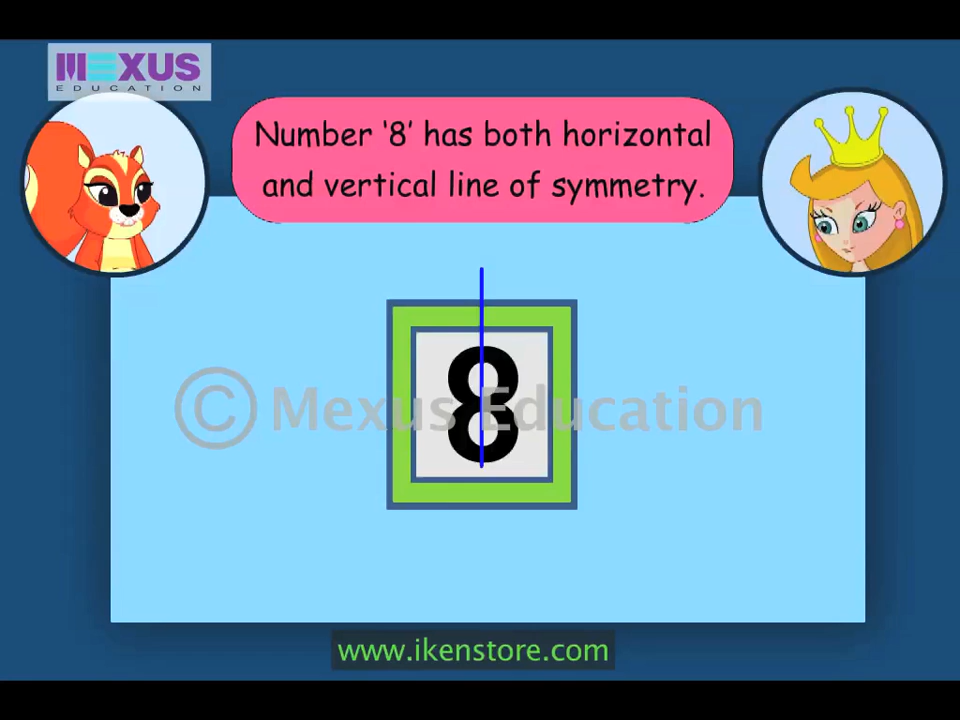 MEXUS
EDUCATION
Number ‘8’ has both horizontal
and vertical line of symmetry.
8
© Mexus Education
www.ikenstore.com